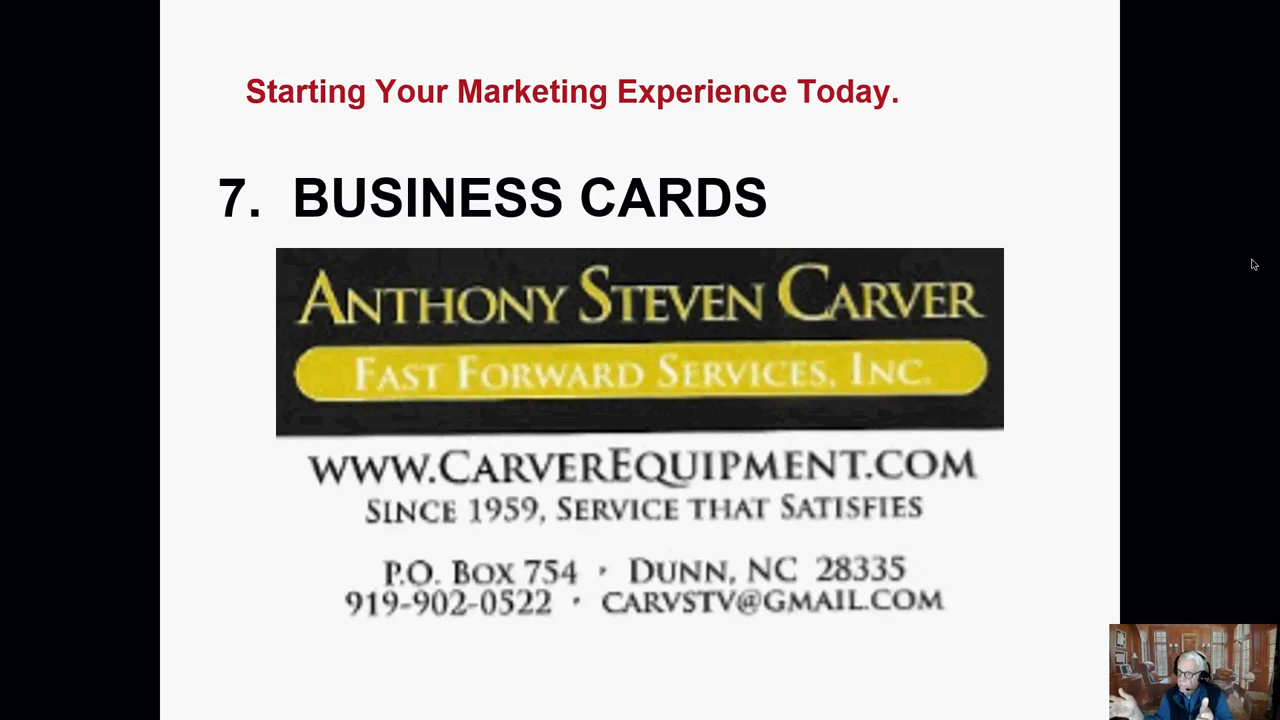 Starting Your Marketing Experience Today.
7. BUSINESS CARDS
ANTHONY STEVEN CARVER
FAST FORWARD SERVICES, INC.
WWW.CARVEREQUIPMENT.COM
SINCE 1959, SERVICE THAT SATISFIES
P.O. BOX 754 · DUNN, NC 28335
919-902-0522 · CARVSTV@GMAIL.COM